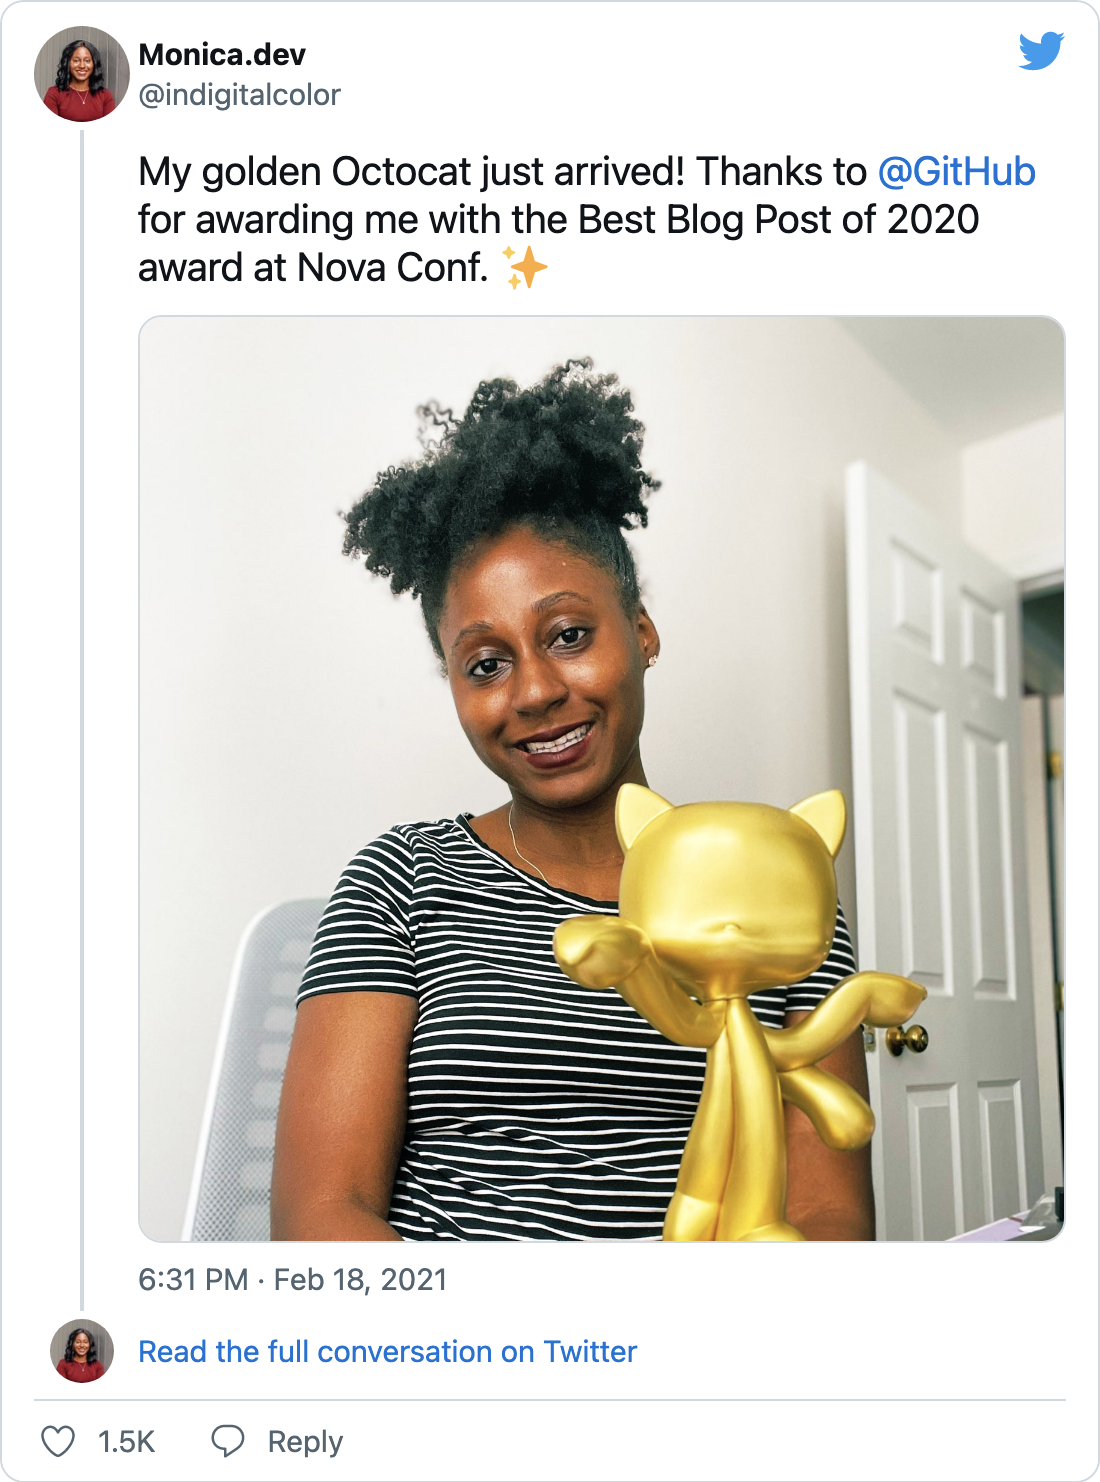 Monica.dev
@indigitalcolor
My golden Octocat just arrived! Thanks to @GitHub
for awarding me with the Best Blog Post of 2020
award at Nova Conf. ✨
6:31 PM · Feb 18, 2021
Read the full conversation on Twitter
1.5K Reply